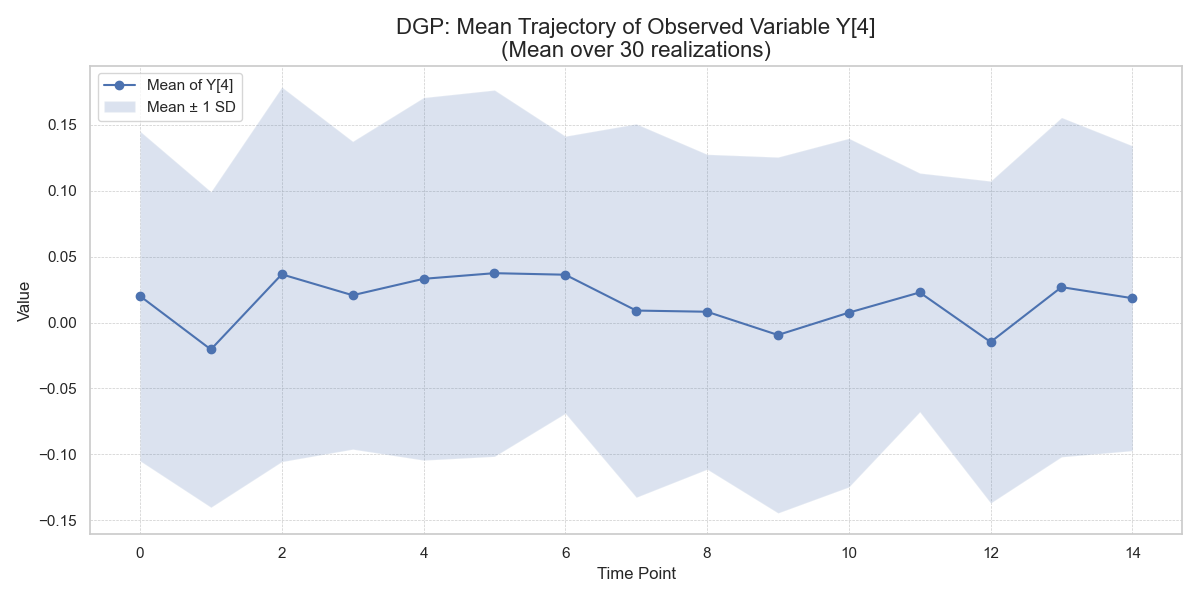 DGP: Mean Trajectory of Observed Variable Y[4]
(Mean over 30 realizations)
Mean of Y[4]
Mean ± 1 SD
Value
0.15
0.10
0.05
0.00
−0.05
−0.10
−0.15
0 2 4 6 8 10 12 14
Time Point